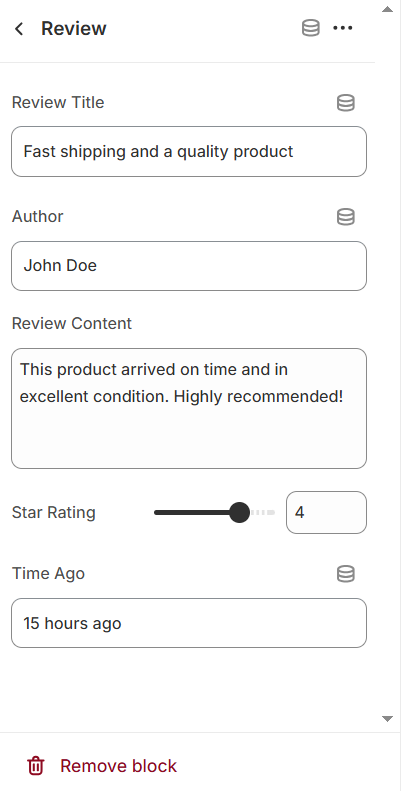 Review
Review Title
Fast shipping and a quality product
Author
John Doe
Review Content
This product arrived on time and in
excellent condition. Highly recommended!
Star Rating
4
Time Ago
15 hours ago
Remove block